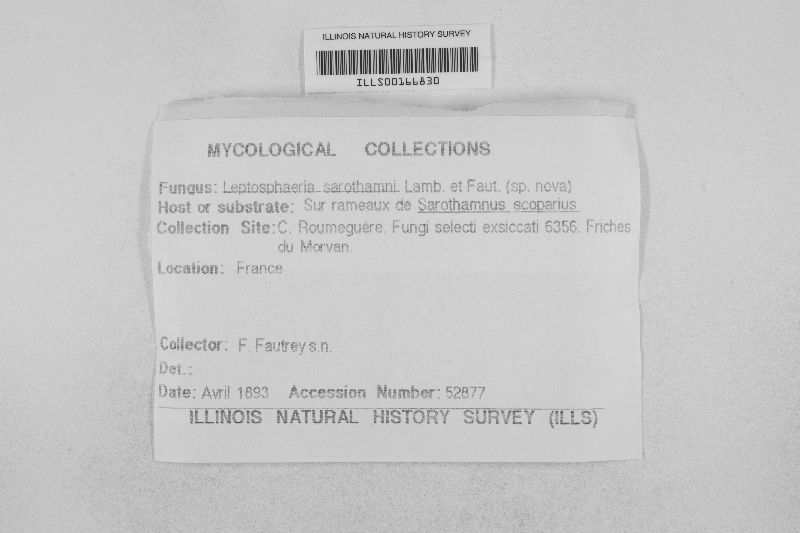 ILLINOIS NATURAL HISTORY SURVEY
ILLS00166830
MYCOLOGICAL COLLECTIONS
Fungus: Leptosphaeria sarothamni. Lamb. et Faut. (sp. nova)
Host or substrate: Sur rameaux de Sarothamnus scoparius
Collection Site: C. Roumeguére. Fungi selecti exsiccati 6356. Friches
du Morvan.
Location: France
Collector: F. Fautrey s.n.
Det.:
Date: Avril 1893 Accession Number: 52877
ILLINOIS NATURAL HISTORY SURVEY (ILLS)